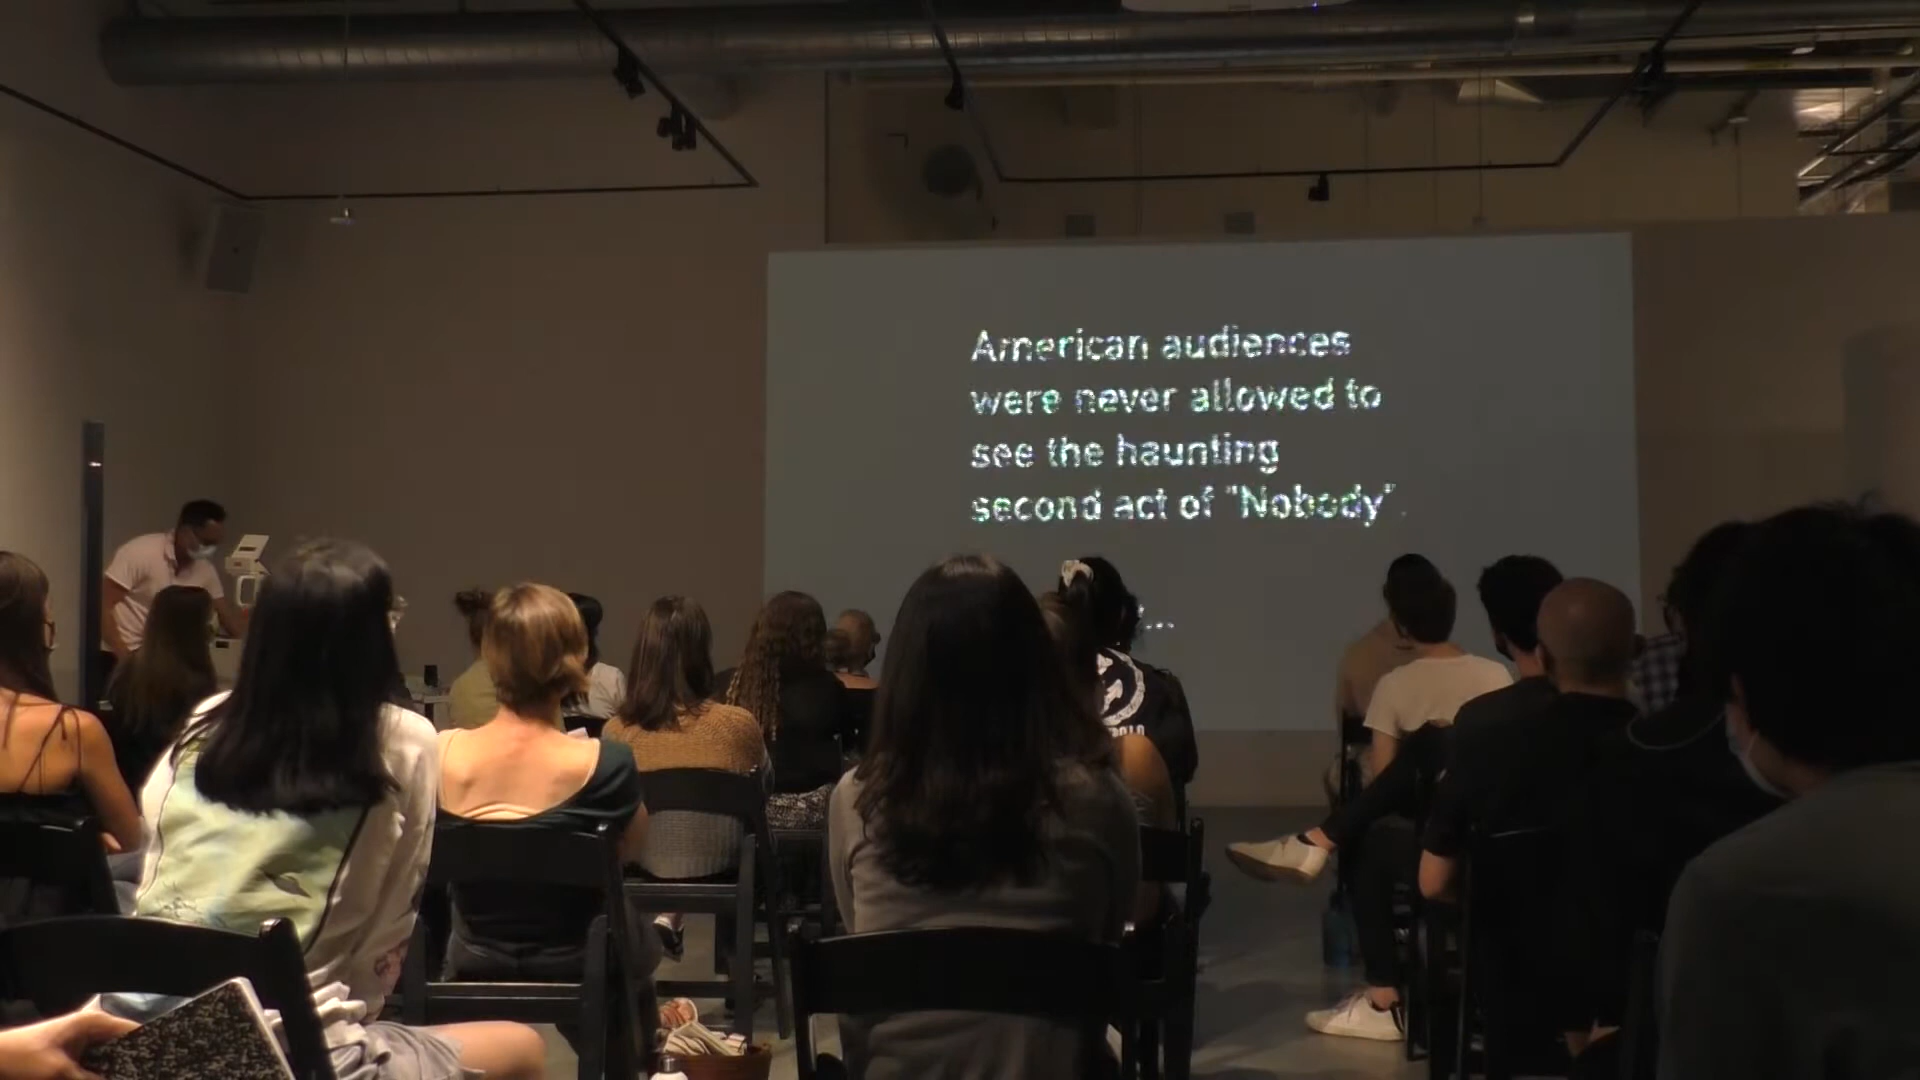 American audiences
were never allowed to
see the haunting
second act of "Nobody".
...